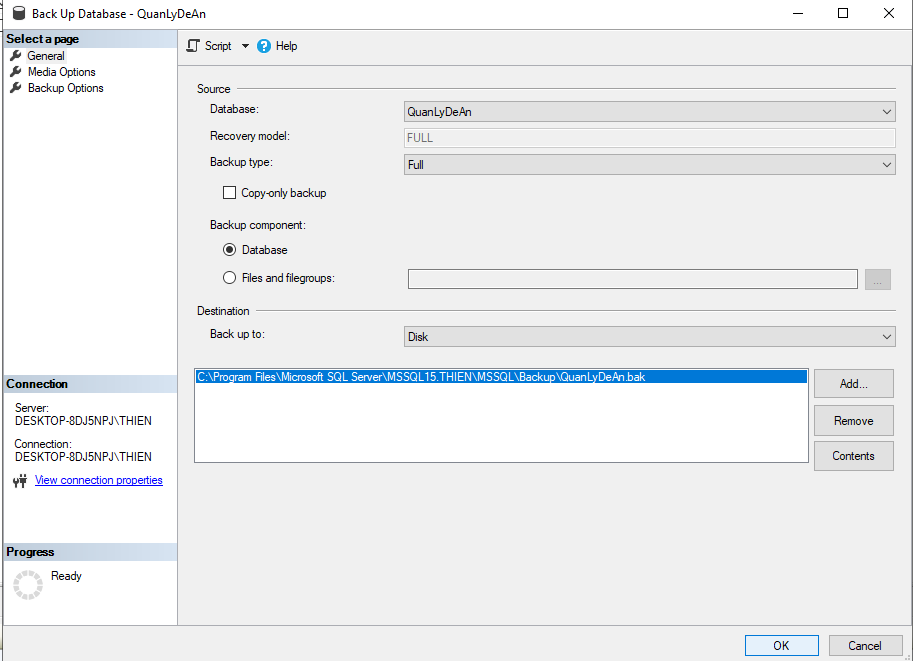 Back Up Database - QuanLyDeAn
Select a page
General
Media Options
Backup Options
Script
Help
Source
Database:
QuanLyDeAn
Recovery model:
FULL
Backup type:
Full
Copy-only backup
Backup component:
Database
Files and filegroups:
...
Destination
Back up to:
Disk
C:\Program Files\Microsoft SQL Server\MSSQL15.THIEN\MSSQL\Backup\QuanLyDeAn.bak
Add...
Remove
Contents
Connection
Server:
DESKTOP-8DJ5NPJ\THIEN
Connection:
DESKTOP-8DJ5NPJ\THIEN
View connection properties
Progress
Ready
OK
Cancel